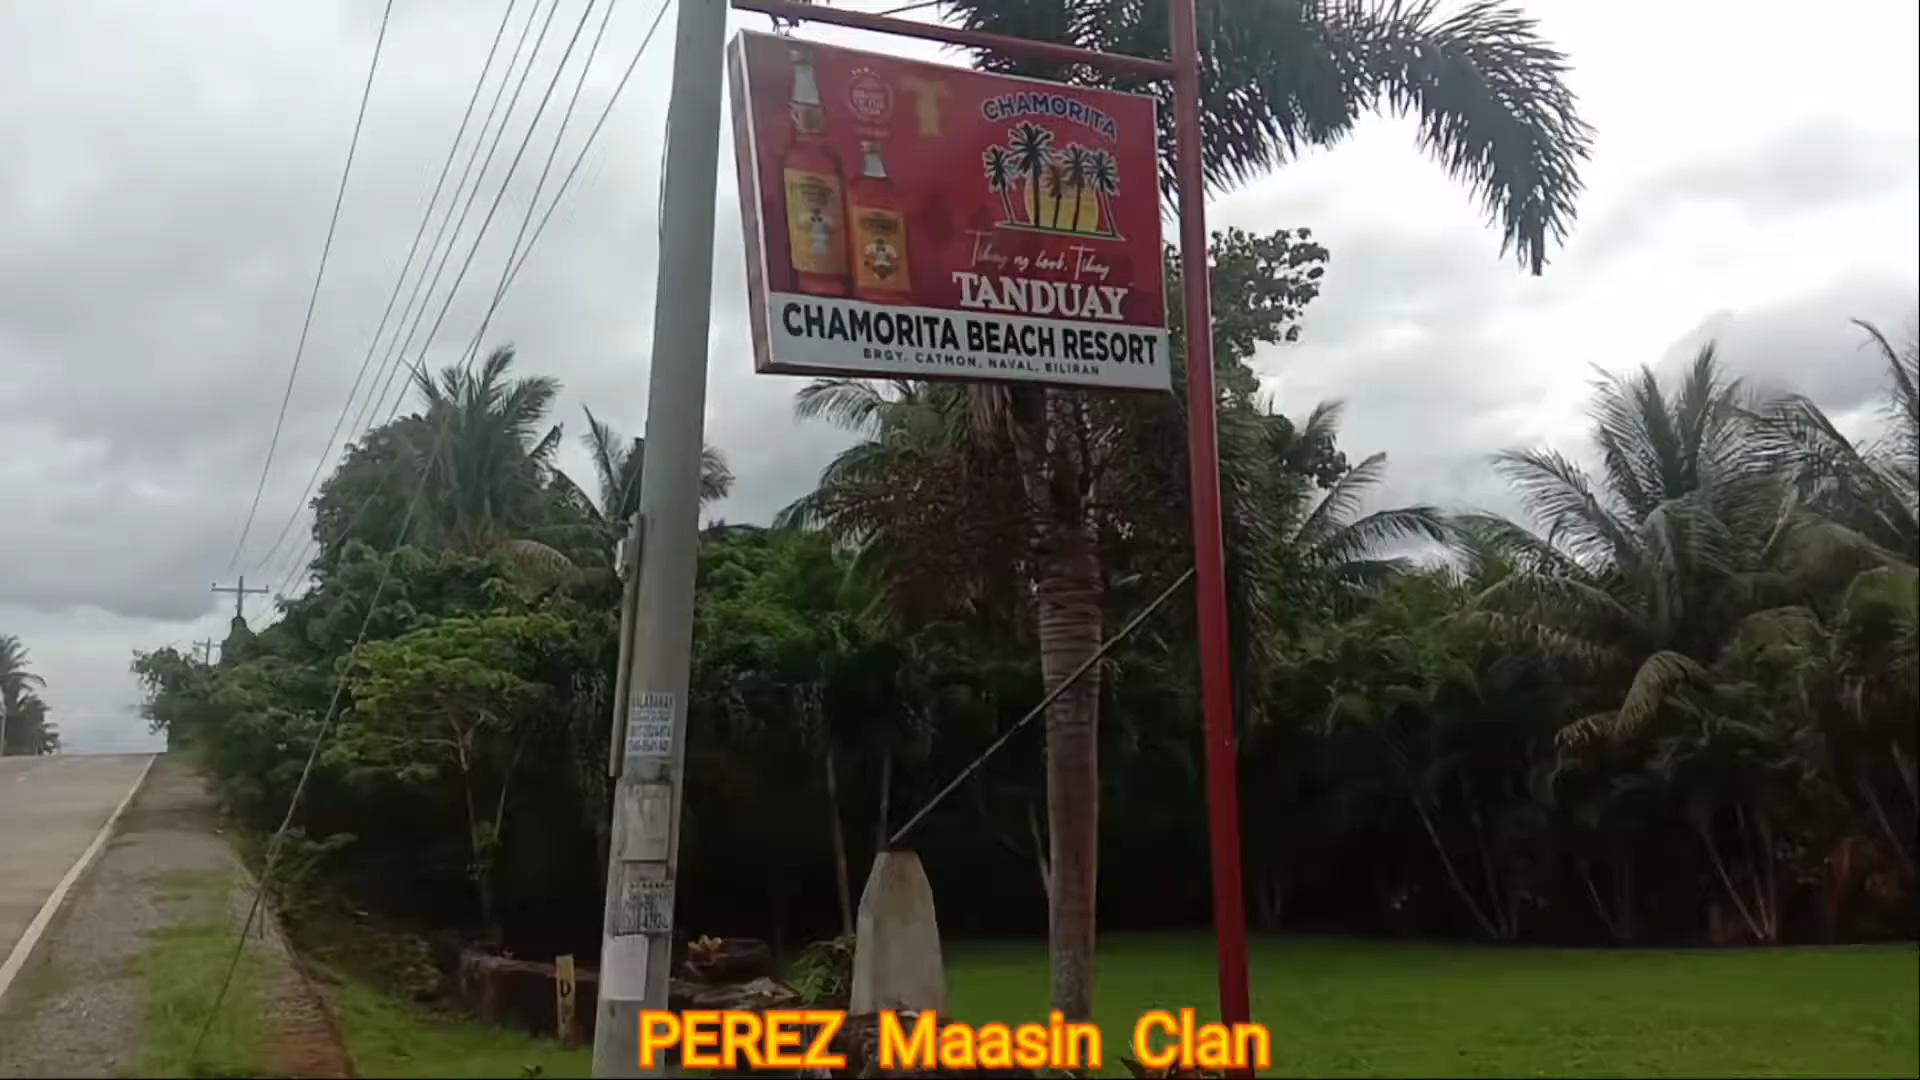 CHAMORITA
Tibay ng loob, Tibay
TANDUAY
CHAMORITA BEACH RESORT
BRGY. CATMON, NAVAL, BILIRAN
D
PEREZ Maasin Clan